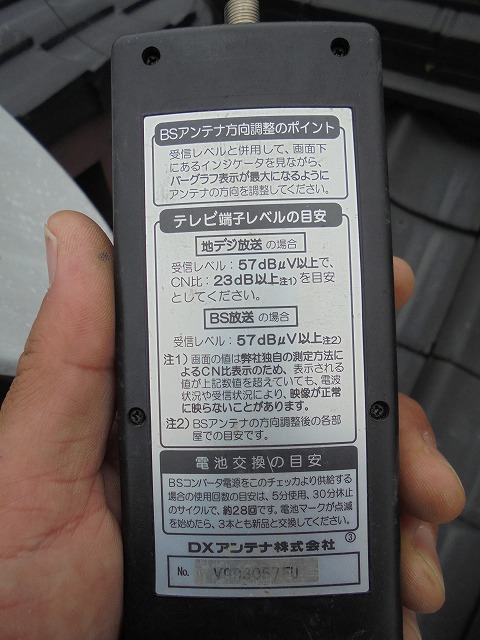 BSアンテナ方向調整のポイント
受信レベルと併用して、画面下
にあるインジケータを見ながら、
バーグラフ表示が最大になるように
アンテナの方向を調整してください。
テレビ端子レベルの目安
地デジ放送 の場合
受信レベル：57dBμV以上で、
CN比：23dB以上注1）を目安
としてください。
BS放送 の場合
受信レベル：57dBμV以上注2）
注1）画面の値は弊社独自の測定方法に
よるCN比表示のため、表示される
値が上記数値を超えていても、電波
状況や受信状況により、映像が正常
に映らないことがあります。
注2）BSアンテナの方向調整後の各部
屋での目安です。
電池交換の目安
BSコンバータ電源をこのチェッカより供給する
場合の使用回数の目安は、5分使用、30分休止
のサイクルで、約28回です。電池マークが点滅
を始めたら、3本とも新品と交換してください。
DXアンテナ株式会社 ③
No.